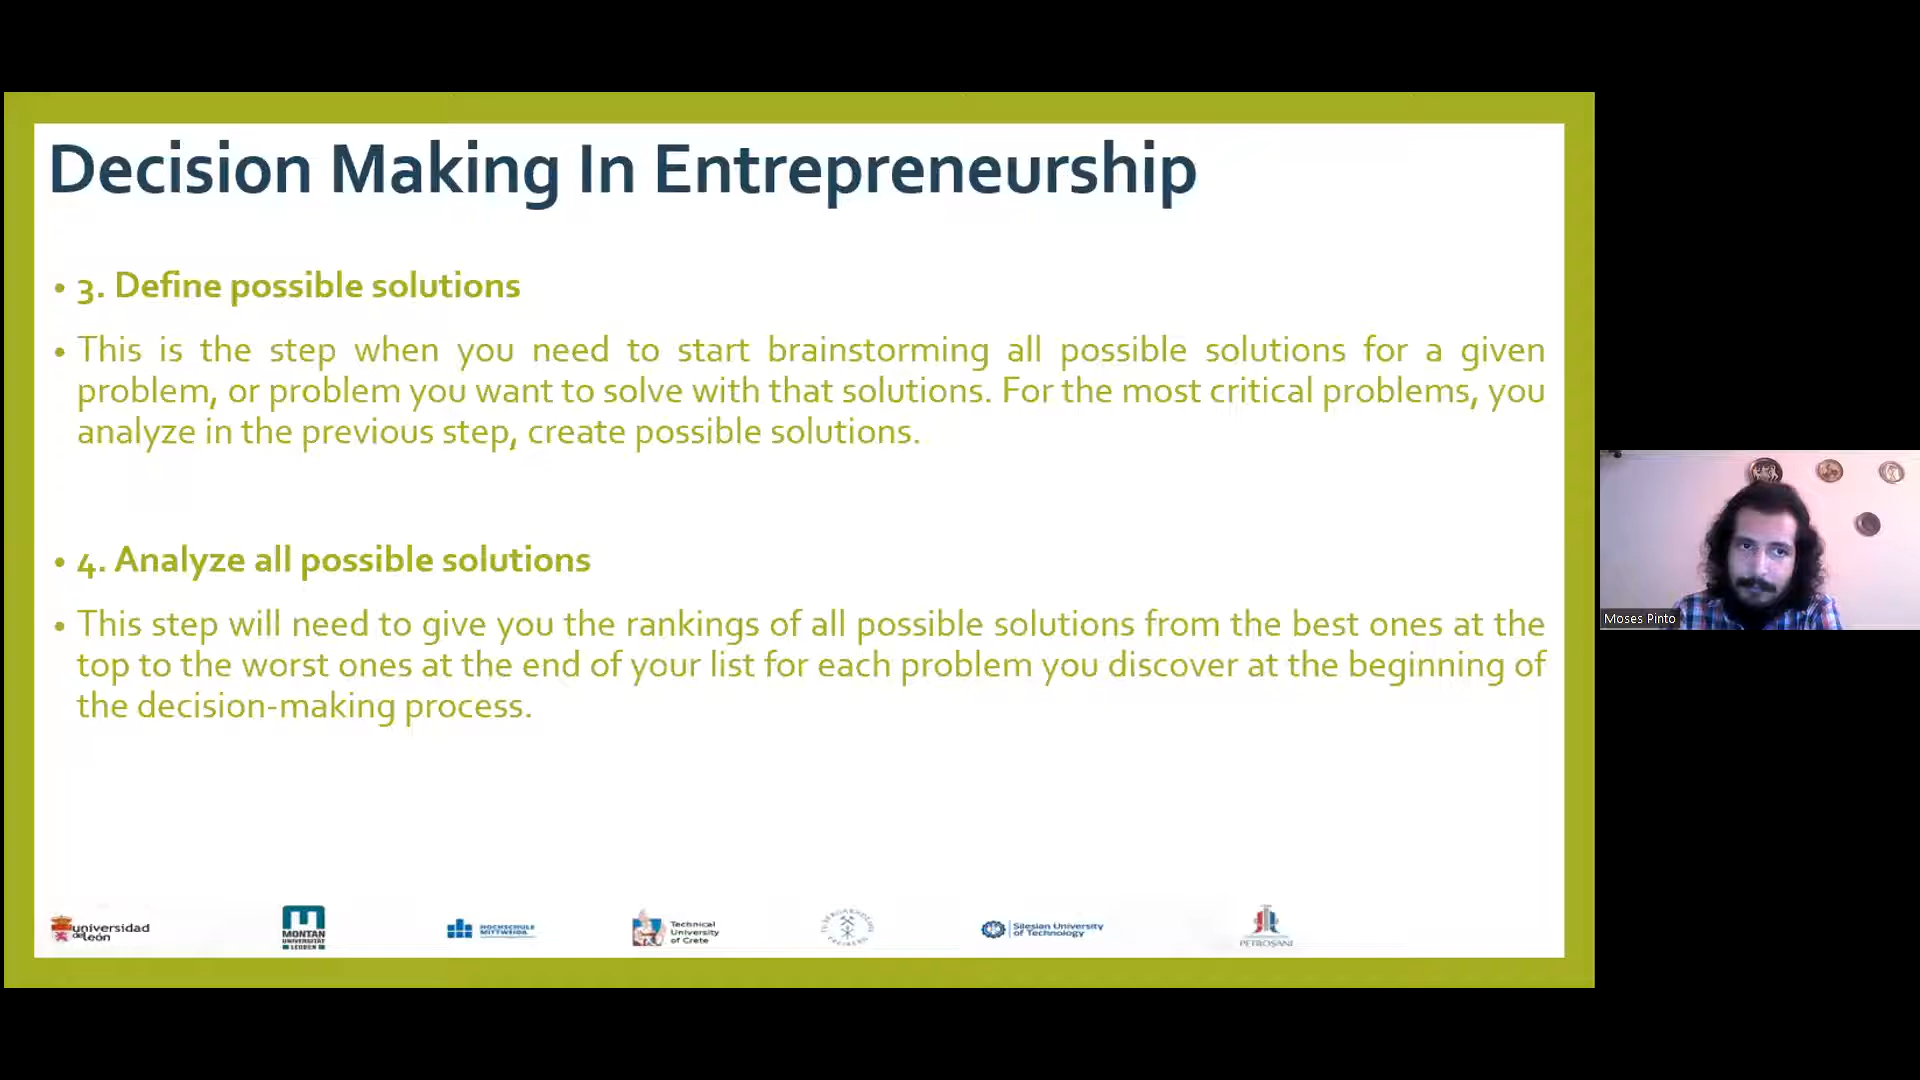 Decision Making In Entrepreneurship
• 3. Define possible solutions
• This is the step when you need to start brainstorming all possible solutions for a given
problem, or problem you want to solve with that solutions. For the most critical problems, you
analyze in the previous step, create possible solutions.
• 4. Analyze all possible solutions
• This step will need to give you the rankings of all possible solutions from the best ones at the
top to the worst ones at the end of your list for each problem you discover at the beginning of
the decision-making process.
Moses Pinto
universidad
de león
MONTAN
UNIVERSITÄT
LEOBEN
HOCHSCHULE
MITTWEIDA
Technical
University
of Crete
Silesian University
of Technology
PETROȘANI